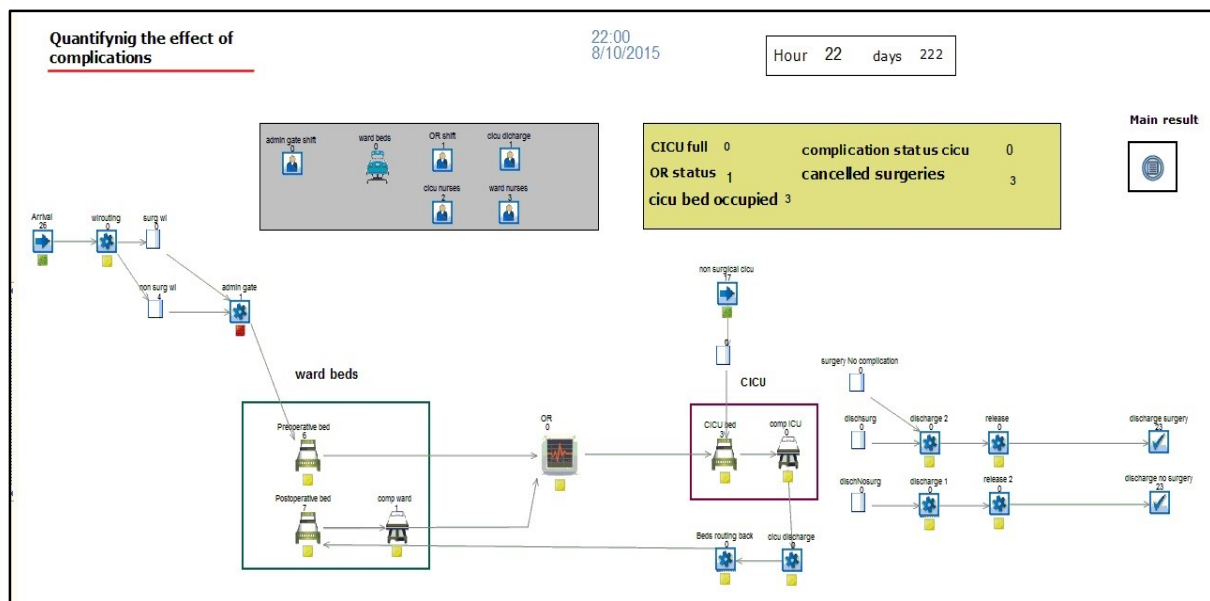 Quantifynig the effect of
complications
22:00
8/10/2015
Hour 22 days 222
Main result
admin gate shift
0
ward beds
0
OR shift
1
cicu dicharge
1
cicu nurses
2
ward nurses
3
CICU full 0
complication status cicu 0
OR status 1
cancelled surgeries 3
cicu bed occupied 3
Arrival
26
wlrouting
0
surg wl
0
non surg wl
4
admin gate
1
non surgical cicu
17
0
ward beds
CICU
surgery No complication
0
Preoperative bed
6
OR
0
CICU bed
3
comp ICU
0
dischsurg
0
discharge 2
0
release
0
discharge surgery
23
Postoperative bed
7
comp ward
1
dischNosurg
0
discharge 1
0
release 2
0
discharge no surgery
23
Beds routing back
0
cicu discharge
0